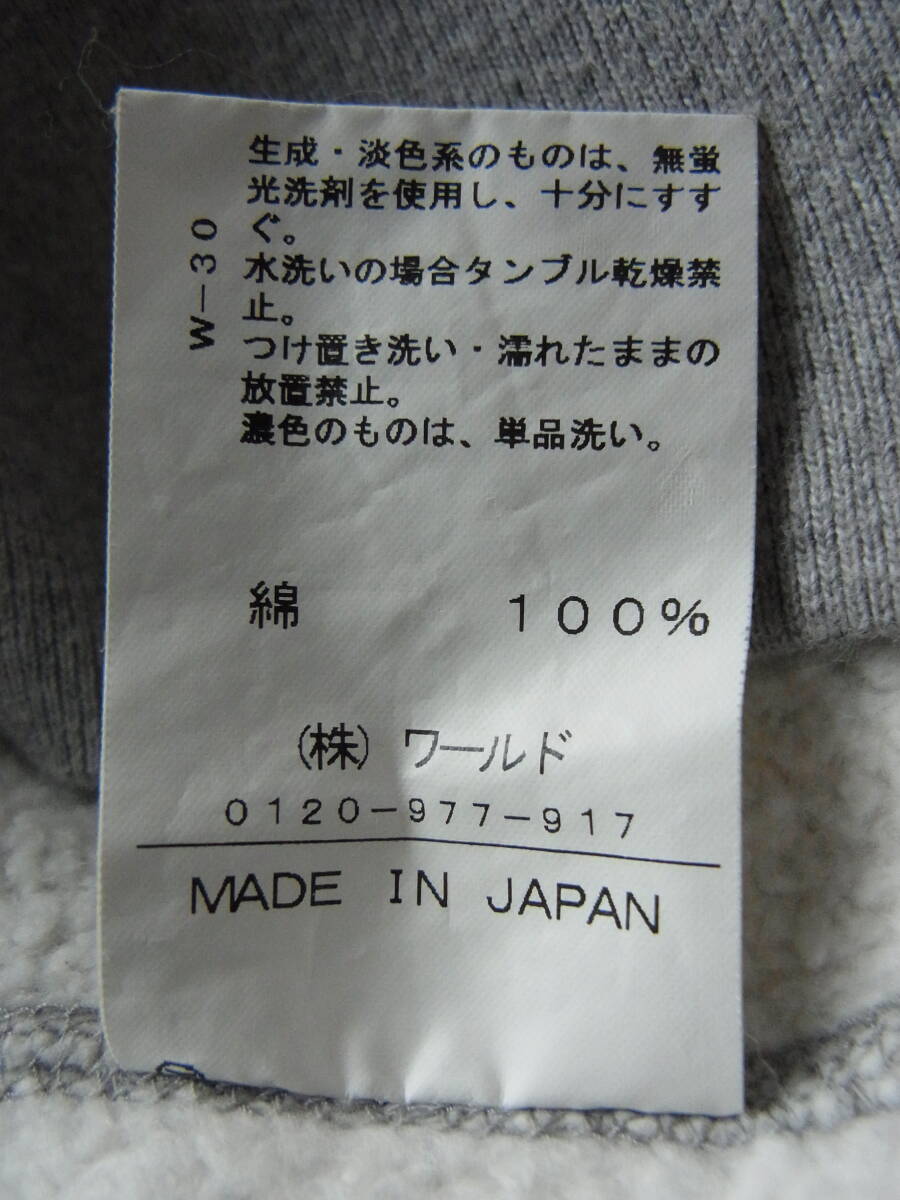 生成・淡色系のものは、無蛍
光洗剤を使用し、十分にすす
ぐ。
水洗いの場合タンブル乾燥禁
止。
つけ置き洗い・濡れたままの
放置禁止。
濃色のものは、単品洗い。
W-30
綿 100%
(株)ワールド
0120-977-917
MADE IN JAPAN